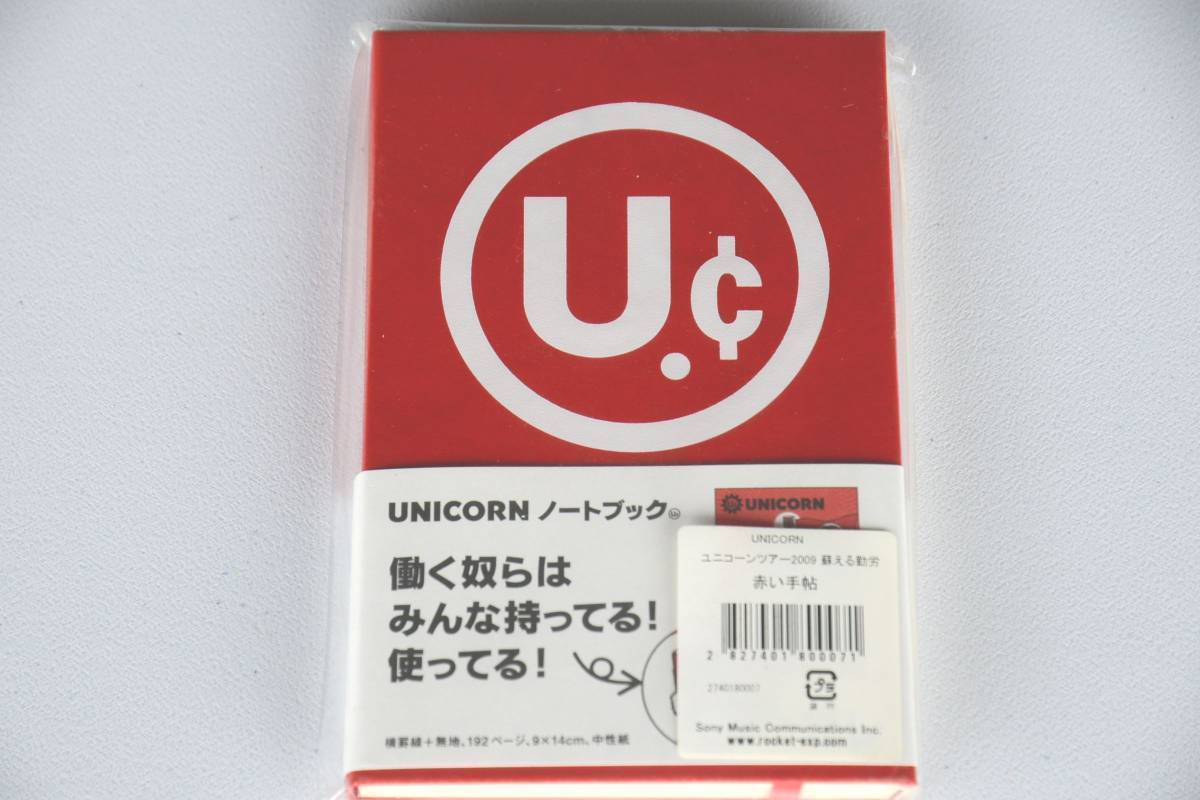 U.¢
UNICORN ノートブック
働く奴らは
みんな持ってる!
使ってる!
横罫線+無地、192ページ、9×14cm、中性紙
UNICORN
UNICORN
ユニコーンツアー2009 蘇える勤労
赤い手帖
2 827401 800071
2740180007
プラ
Sony Music Communications Inc.
www.rocket-exp.com